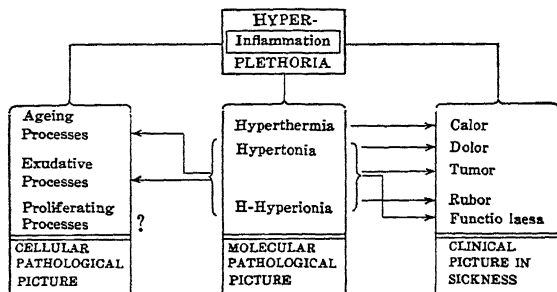 HYPER-
Inflammation
PLETHORIA
Ageing
Processes
Exudative
Processes
Proliferating
Processes
?
CELLULAR
PATHOLOGICAL
PICTURE
Hyperthermia
Hypertonia
H-Hyperionia
MOLECULAR
PATHOLOGICAL
PICTURE
Calor
Dolor
Tumor
Rubor
Functio laesa
CLINICAL
PICTURE IN
SICKNESS